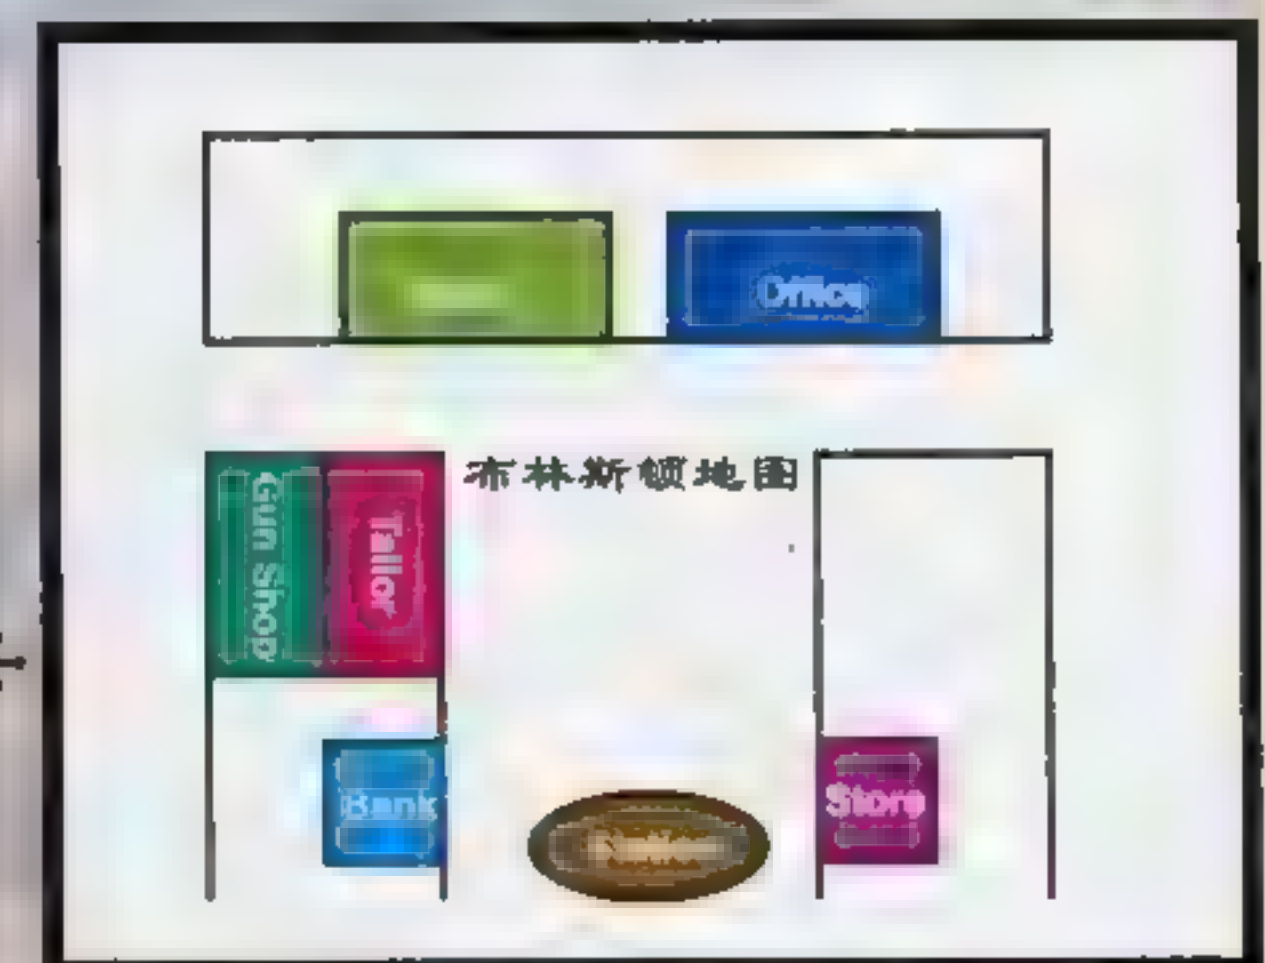 Office
布林斯顿地图
Gun Shop
Tailor
Bank
Store